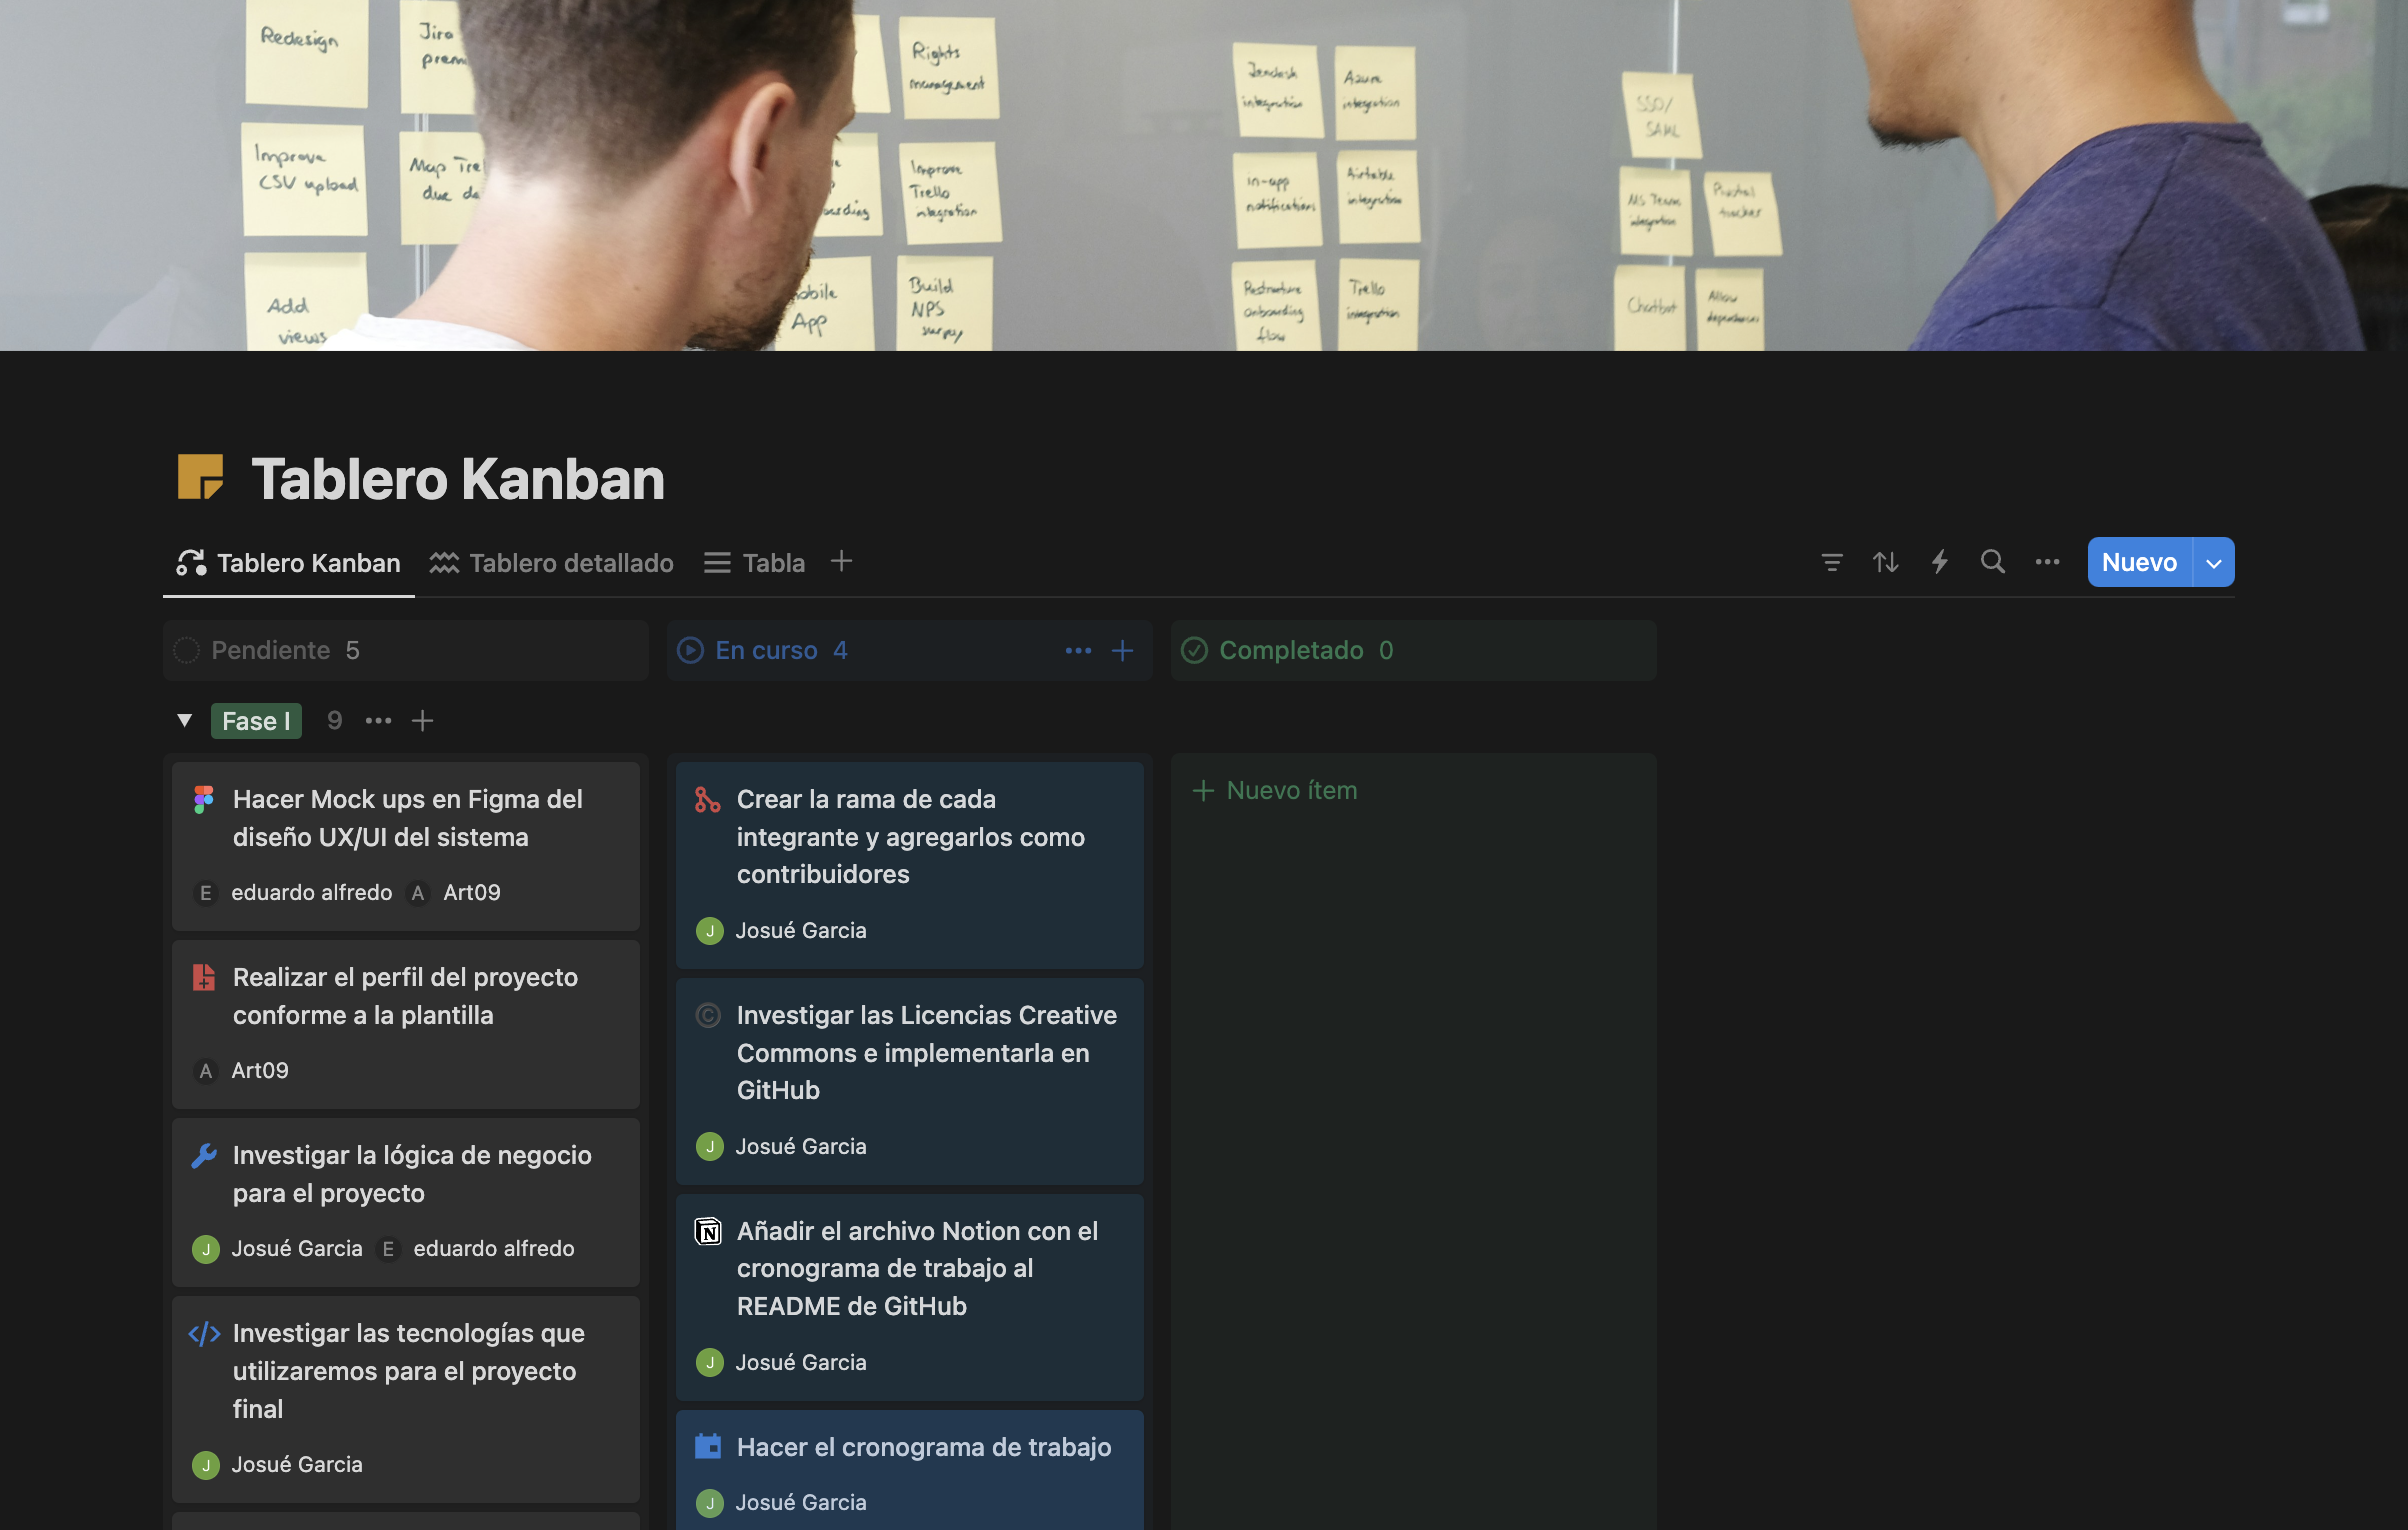 Redesign
Jira
Rights
management
Improve
CSV upload
Map
due
Improve
Trello
integration
Add
views
App
Build
NPS
survey
Zendesk
integration
Azure
integration
in-app
notifications
Airtable
integration
Restructure
onboarding
flow
Trello
integration
SSO/
SAML
MS Teams
integration
Pivotal
tracker
Chatbot
Allow
dependencies
Tablero Kanban
Tablero Kanban Tablero detallado Tabla
Nuevo
Pendiente 5 En curso 4 Completado 0
Fase I 9
Hacer Mock ups en Figma del
diseño UX/UI del sistema
E eduardo alfredo A Art09
Realizar el perfil del proyecto
conforme a la plantilla
A Art09
Investigar la lógica de negocio
para el proyecto
J Josué Garcia E eduardo alfredo
Investigar las tecnologías que
utilizaremos para el proyecto
final
J Josué Garcia
Crear la rama de cada
integrante y agregarlos como
contribuidores
J Josué Garcia
Investigar las Licencias Creative
Commons e implementarla en
GitHub
J Josué Garcia
Añadir el archivo Notion con el
cronograma de trabajo al
README de GitHub
J Josué Garcia
Hacer el cronograma de trabajo
J Josué Garcia
+ Nuevo ítem